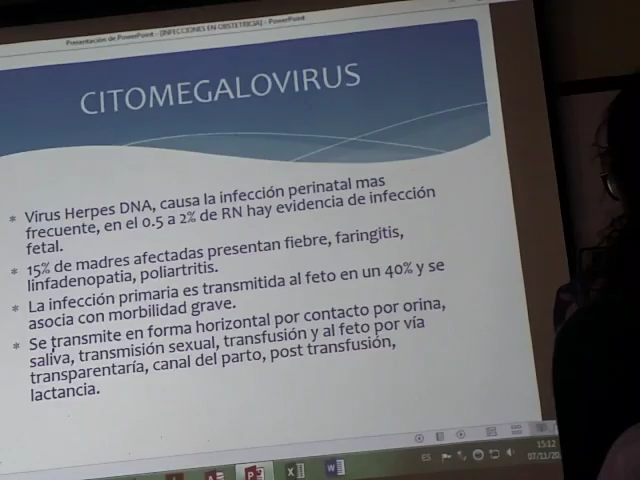 Presentación de PowerPoint - [INFECCIONES EN OBSTETRICIA] - PowerPoint
CITOMEGALOVIRUS
* Virus Herpes DNA, causa la infección perinatal mas
frecuente, en el 0.5 a 2% de RN hay evidencia de infección
fetal.
* 15% de madres afectadas presentan fiebre, faringitis,
linfadenopatia, poliartritis.
* La infección primaria es transmitida al feto en un 40% y se
asocia con morbilidad grave.
* Se transmite en forma horizontal por contacto por orina,
saliva, transmisión sexual, transfusión y al feto por vía
transparentaría, canal del parto, post transfusión,
lactancia.
ES
15:12
07/11/20